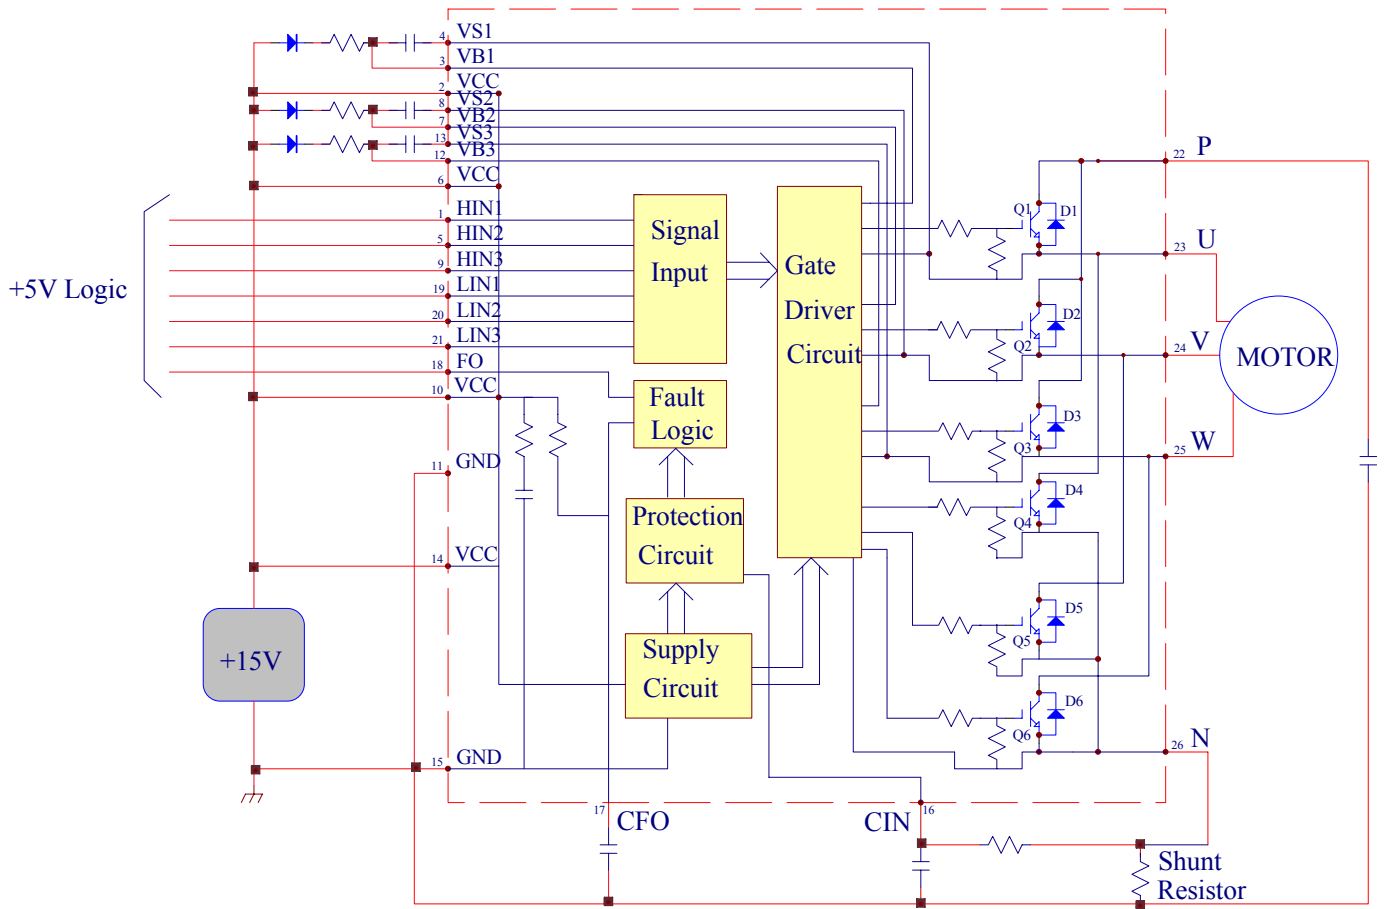 4 VS1
3 VB1
2 VCC
8 VS2
7 VB2
13 VS3
12 VB3
6 VCC
22 P
1 HIN1
5 HIN2
9 HIN3
19 LIN1
20 LIN2
21 LIN3
18 FO
10 VCC
11 GND
14 VCC
15 GND
+5V Logic
+15V
Signal
Input
Gate
Driver
Circuit
Fault
Logic
Protection
Circuit
Supply
Circuit
Q1 D1
23 U
D2
Q2
24 V
MOTOR
D3
Q3
25 W
D4
Q4
D5
Q5
D6
Q6
26 N
17 CFO
CIN 16
Shunt
Resistor